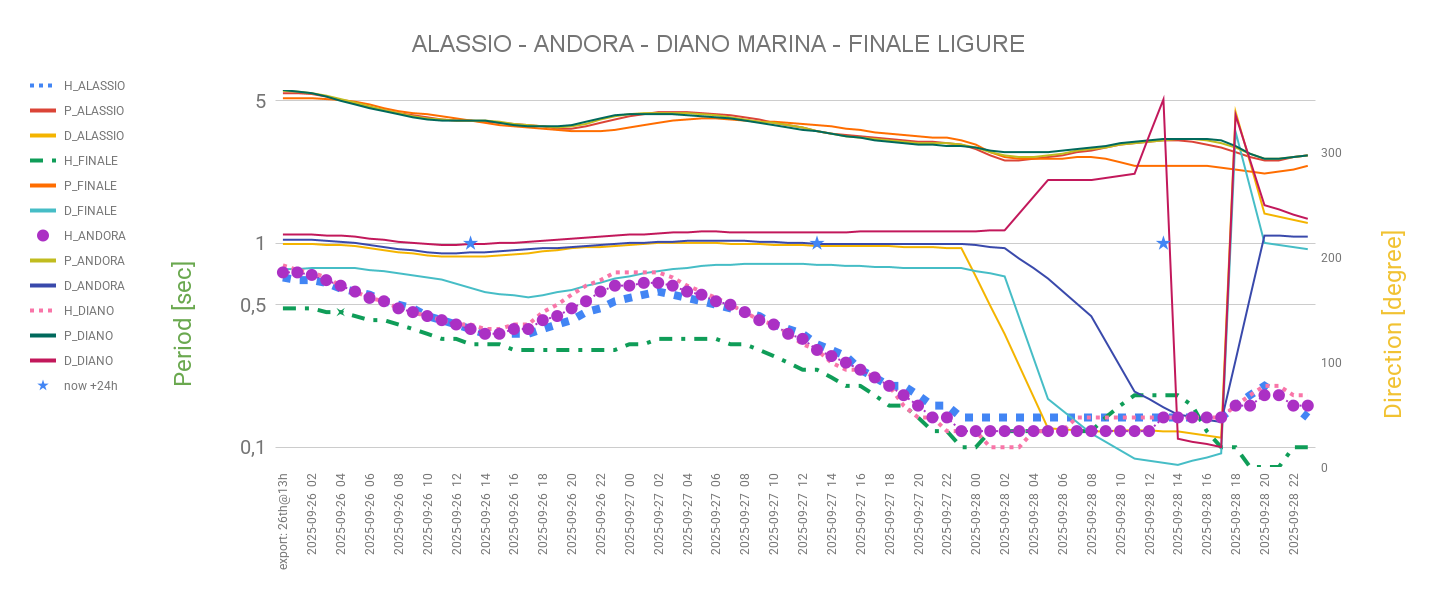 ALASSIO - ANDORA - DIANO MARINA - FINALE LIGURE
H_ALASSIO
P_ALASSIO
D_ALASSIO
H_FINALE
P_FINALE
D_FINALE
H_ANDORA
P_ANDORA
D_ANDORA
H_DIANO
P_DIANO
D_DIANO
now +24h
Period [sec]
5
1
0,5
0,1
300
200
100
0
Direction [degree]
export: 26th@13h
2025-09-26 02
2025-09-26 04
2025-09-26 06
2025-09-26 08
2025-09-26 10
2025-09-26 12
2025-09-26 14
2025-09-26 16
2025-09-26 18
2025-09-26 20
2025-09-26 22
2025-09-27 00
2025-09-27 02
2025-09-27 04
2025-09-27 06
2025-09-27 08
2025-09-27 10
2025-09-27 12
2025-09-27 14
2025-09-27 16
2025-09-27 18
2025-09-27 20
2025-09-27 22
2025-09-28 00
2025-09-28 02
2025-09-28 04
2025-09-28 06
2025-09-28 08
2025-09-28 10
2025-09-28 12
2025-09-28 14
2025-09-28 16
2025-09-28 18
2025-09-28 20
2025-09-28 22